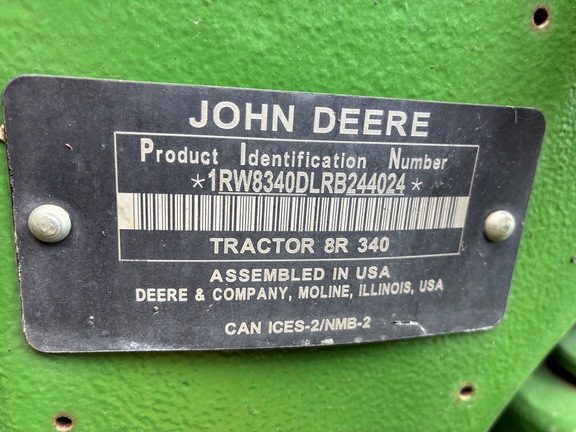 JOHN DEERE
Product Identification Number
*1RW8340DLRB244024*
TRACTOR 8R 340
ASSEMBLED IN USA
DEERE & COMPANY, MOLINE, ILLINOIS, USA
CAN ICES-2/NMB-2